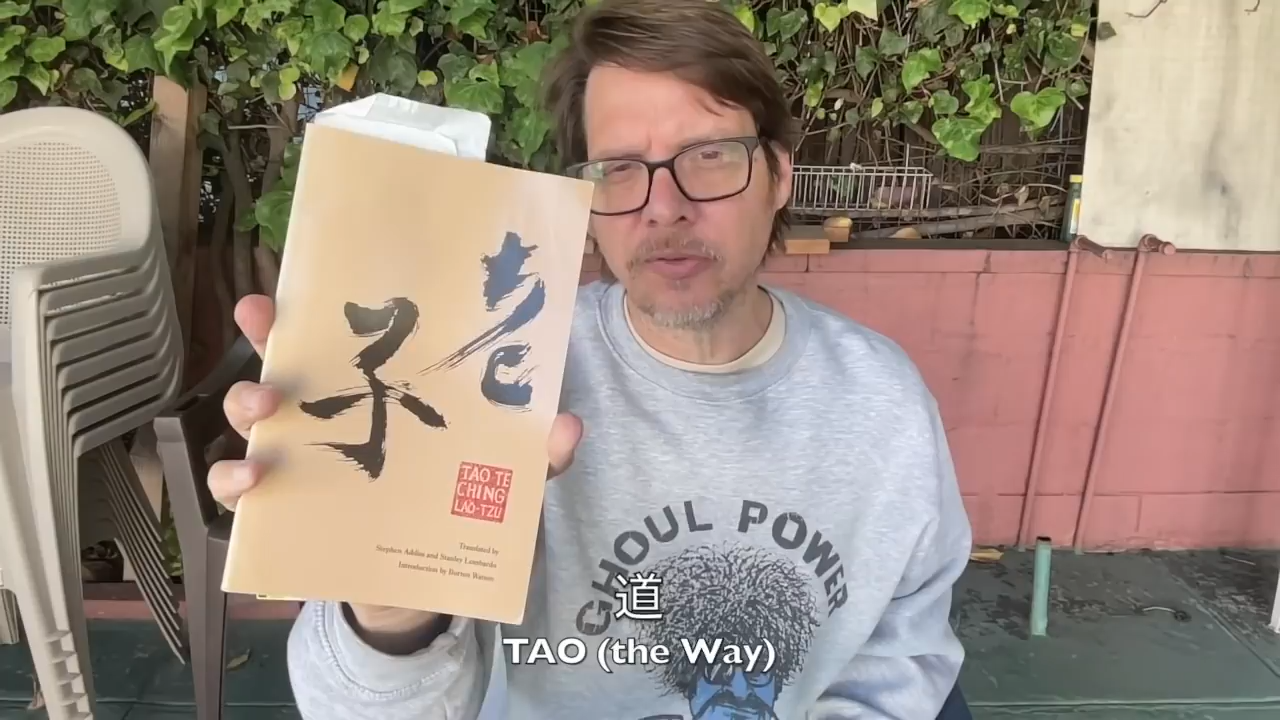 老
子
TAO TE
CHING
LAO-TZU
Translated by
Stephen Addiss and Stanley Lombardo
Introduction by Burton Watson
GHOUL POWER
道
TAO (the Way)